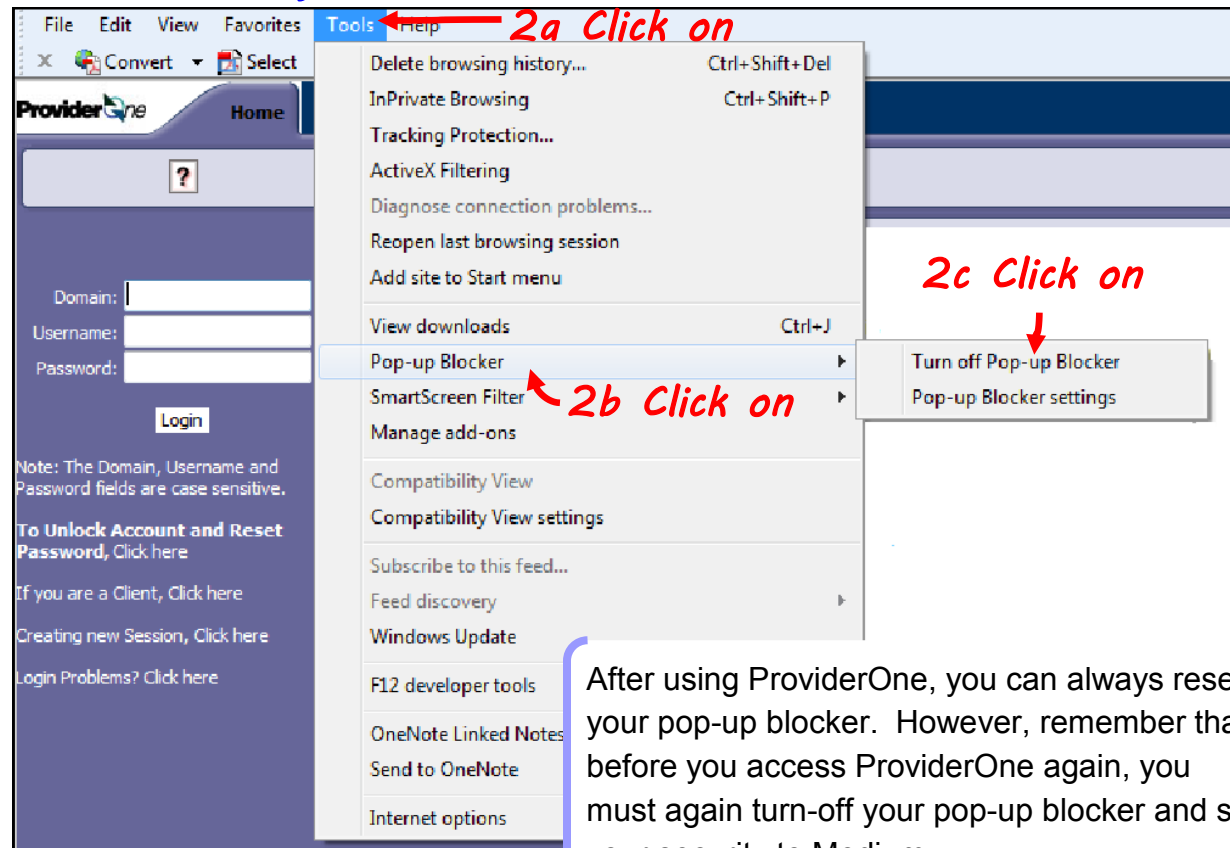 File Edit View Favorites Tools Help
2a Click on
x Convert Select
ProviderOne Home
?
Domain:
Username:
Password:
Login
Note: The Domain, Username and
Password fields are case sensitive.
To Unlock Account and Reset
Password, Click here
If you are a Client, Click here
Creating new Session, Click here
Login Problems? Click here
Delete browsing history... Ctrl+Shift+Del
InPrivate Browsing Ctrl+Shift+P
Tracking Protection...
ActiveX Filtering
Diagnose connection problems...
Reopen last browsing session
Add site to Start menu
View downloads Ctrl+J
Pop-up Blocker
SmartScreen Filter
2b Click on
Manage add-ons
Compatibility View
Compatibility View settings
Subscribe to this feed...
Feed discovery
Windows Update
F12 developer tools
OneNote Linked Notes
Send to OneNote
Internet options
2c Click on
Turn off Pop-up Blocker
Pop-up Blocker settings
After using ProviderOne, you can always rese
your pop-up blocker. However, remember tha
before you access ProviderOne again, you
must again turn-off your pop-up blocker and s
your security to Medium